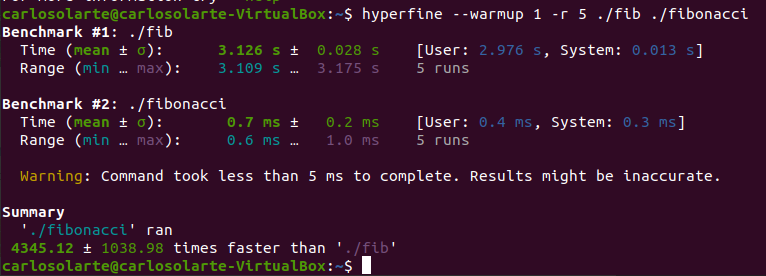 carlosolarte@carlosolarte-VirtualBox:~$ hyperfine --warmup 1 -r 5 ./fib ./fibonacci
Benchmark #1: ./fib
  Time (mean ± σ):      3.126 s ±  0.028 s    [User: 2.976 s, System: 0.013 s]
  Range (min … max):    3.109 s …  3.175 s    5 runs

Benchmark #2: ./fibonacci
  Time (mean ± σ):       0.7 ms ±   0.2 ms    [User: 0.4 ms, System: 0.3 ms]
  Range (min … max):     0.6 ms …   1.0 ms    5 runs

  Warning: Command took less than 5 ms to complete. Results might be inaccurate.

Summary
  './fibonacci' ran
 4345.12 ± 1038.98 times faster than './fib'
carlosolarte@carlosolarte-VirtualBox:~$